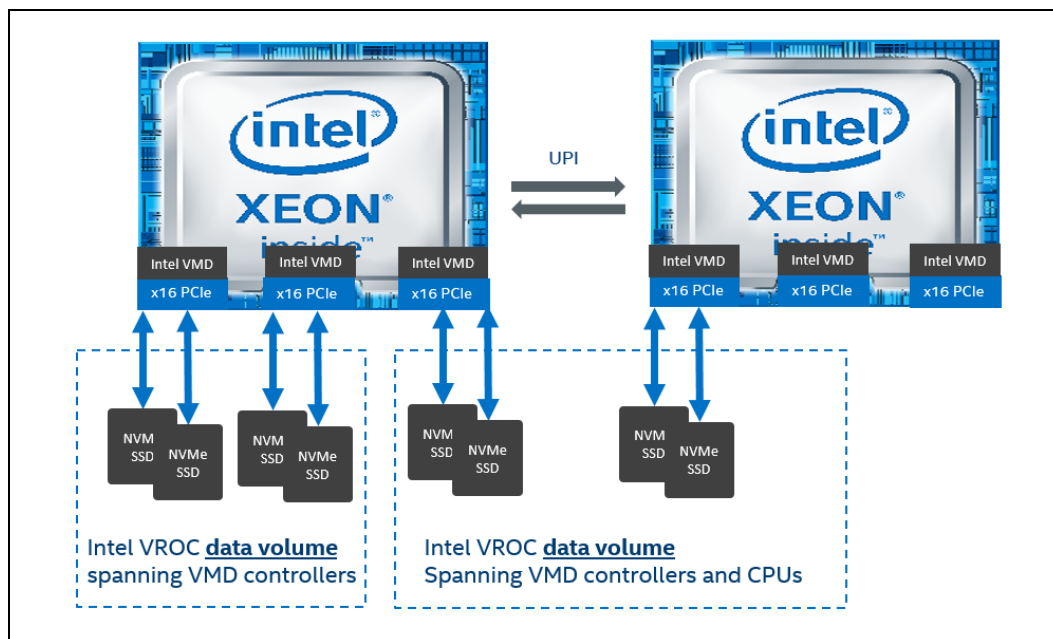 intel®
XEON®
inside™
Intel VMD
x16 PCIe
Intel VMD
x16 PCIe
Intel VMD
x16 PCIe
UPI
intel®
XEON®
inside™
Intel VMD
x16 PCIe
Intel VMD
x16 PCIe
Intel VMD
x16 PCIe
NVM
SSD
NVMe
SSD
NVM
SSD
NVMe
SSD
NVM
SSD
NVMe
SSD
NVM
SSD
NVMe
SSD
Intel VROC data volume
spanning VMD controllers
Intel VROC data volume
Spanning VMD controllers and CPUs